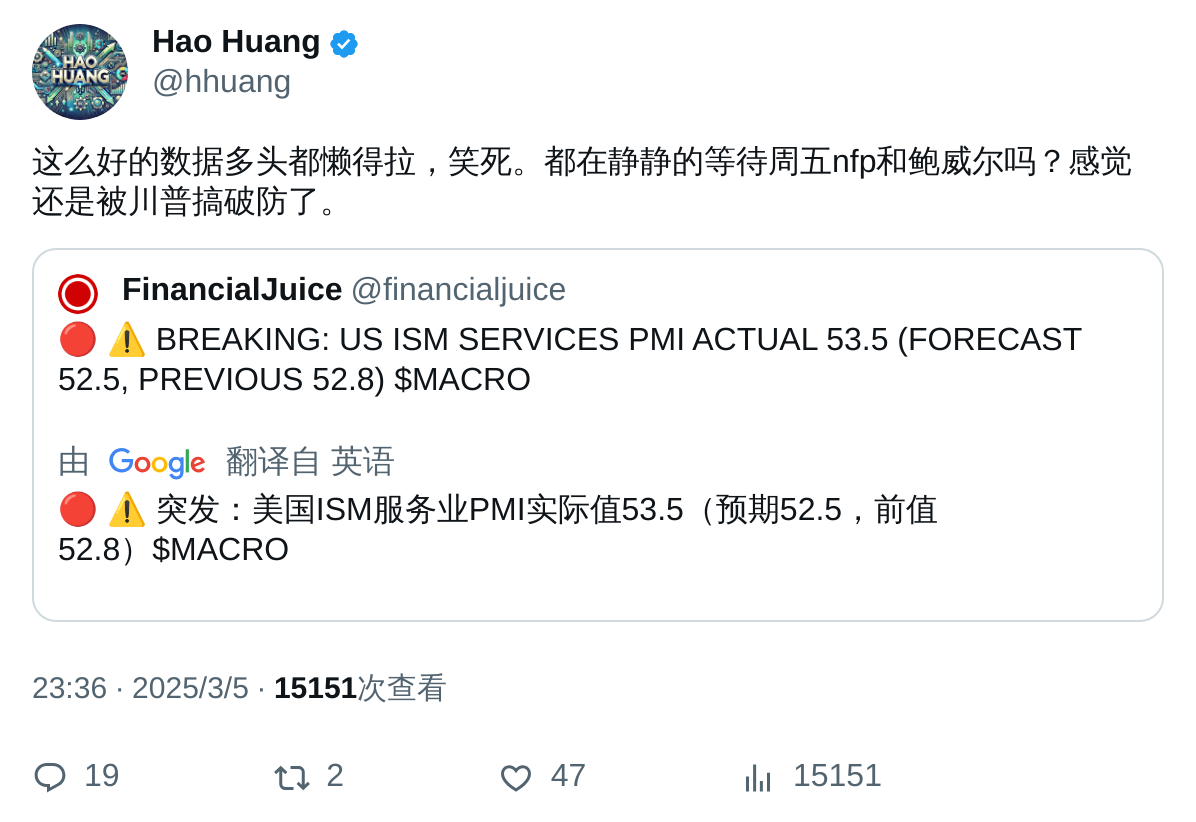 HAO
HUANG
Hao Huang
@hhuang
这么好的数据多头都懒得拉，笑死。都在静静的等待周五nfp和鲍威尔吗？感觉
还是被川普搞破防了。
FinancialJuice @financialjuice
🔴 ⚠️ BREAKING: US ISM SERVICES PMI ACTUAL 53.5 (FORECAST
52.5, PREVIOUS 52.8) $MACRO
由 Google 翻译自 英语
🔴 ⚠️ 突发：美国ISM服务业PMI实际值53.5（预期52.5，前值
52.8）$MACRO
23:36 · 2025/3/5 · 15151次查看
19 2 47 15151